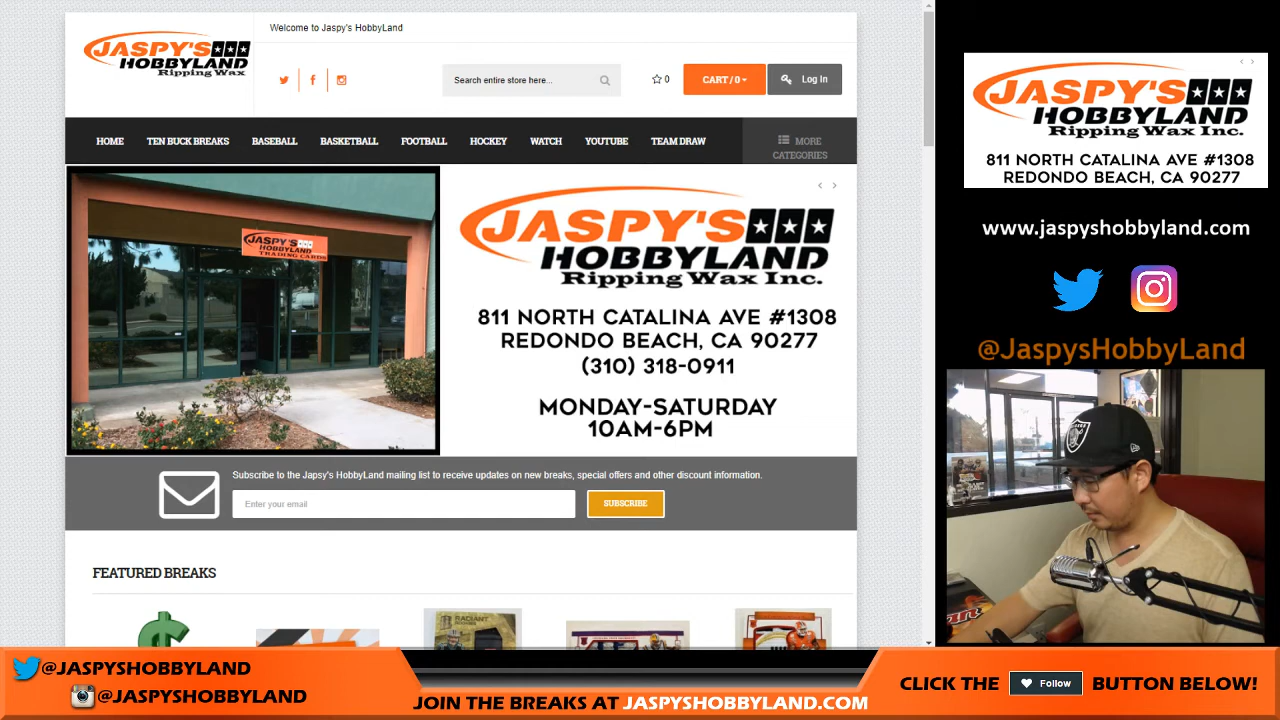 JASPY'S
HOBBYLAND
Ripping Wax
Welcome to Jaspy's HobbyLand
Search entire store here...
0
CART / 0
Log In
HOME
TEN BUCK BREAKS
BASEBALL
BASKETBALL
FOOTBALL
HOCKEY
WATCH
YOUTUBE
TEAM DRAW
MORE
CATEGORIES
JASPY'S
HOBBYLAND
TRADING CARDS
JASPY'S
HOBBYLAND
Ripping Wax Inc.
811 NORTH CATALINA AVE #1308
REDONDO BEACH, CA 90277
(310) 318-0911
MONDAY-SATURDAY
10AM-6PM
Subscribe to the Japsy's HobbyLand mailing list to receive updates on new breaks, special offers and other discount information.
Enter your email
SUBSCRIBE
FEATURED BREAKS
RADIANT
JASPY'S
HOBBYLAND
Ripping Wax Inc.
811 NORTH CATALINA AVE #1308
REDONDO BEACH, CA 90277
www.jaspyshobbyland.com
@JaspysHobbyLand
@JASPYSHOBBYLAND
@JASPYSHOBBYLAND
JOIN THE BREAKS AT JASPYSHOBBYLAND.COM
CLICK THE Follow BUTTON BELOW!